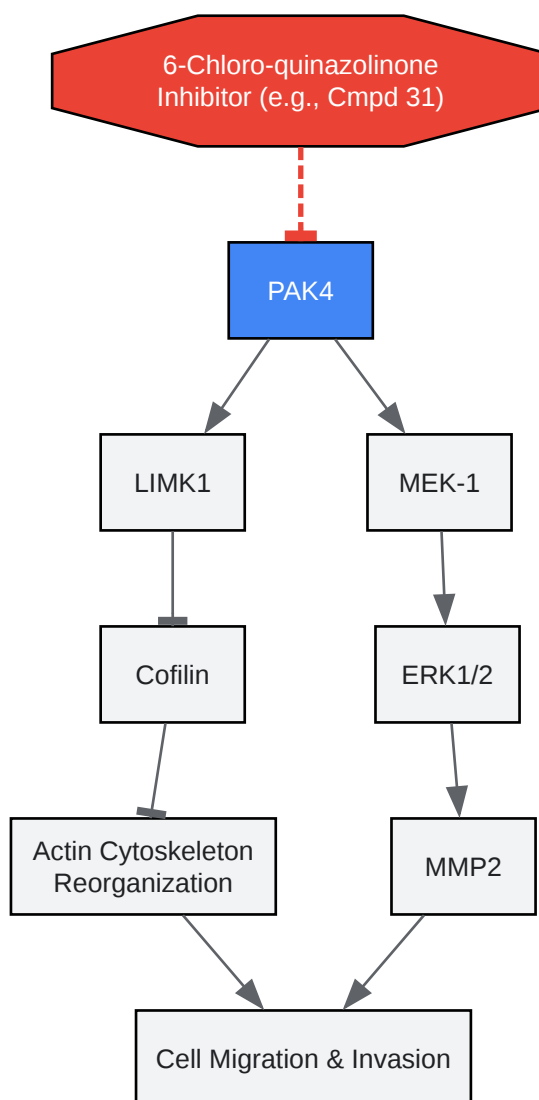 6-Chloro-quinazolinone
Inhibitor (e.g., Cmpd 31)
PAK4
LIMK1
MEK-1
Cofilin
ERK1/2
Actin Cytoskeleton
Reorganization
MMP2
Cell Migration & Invasion